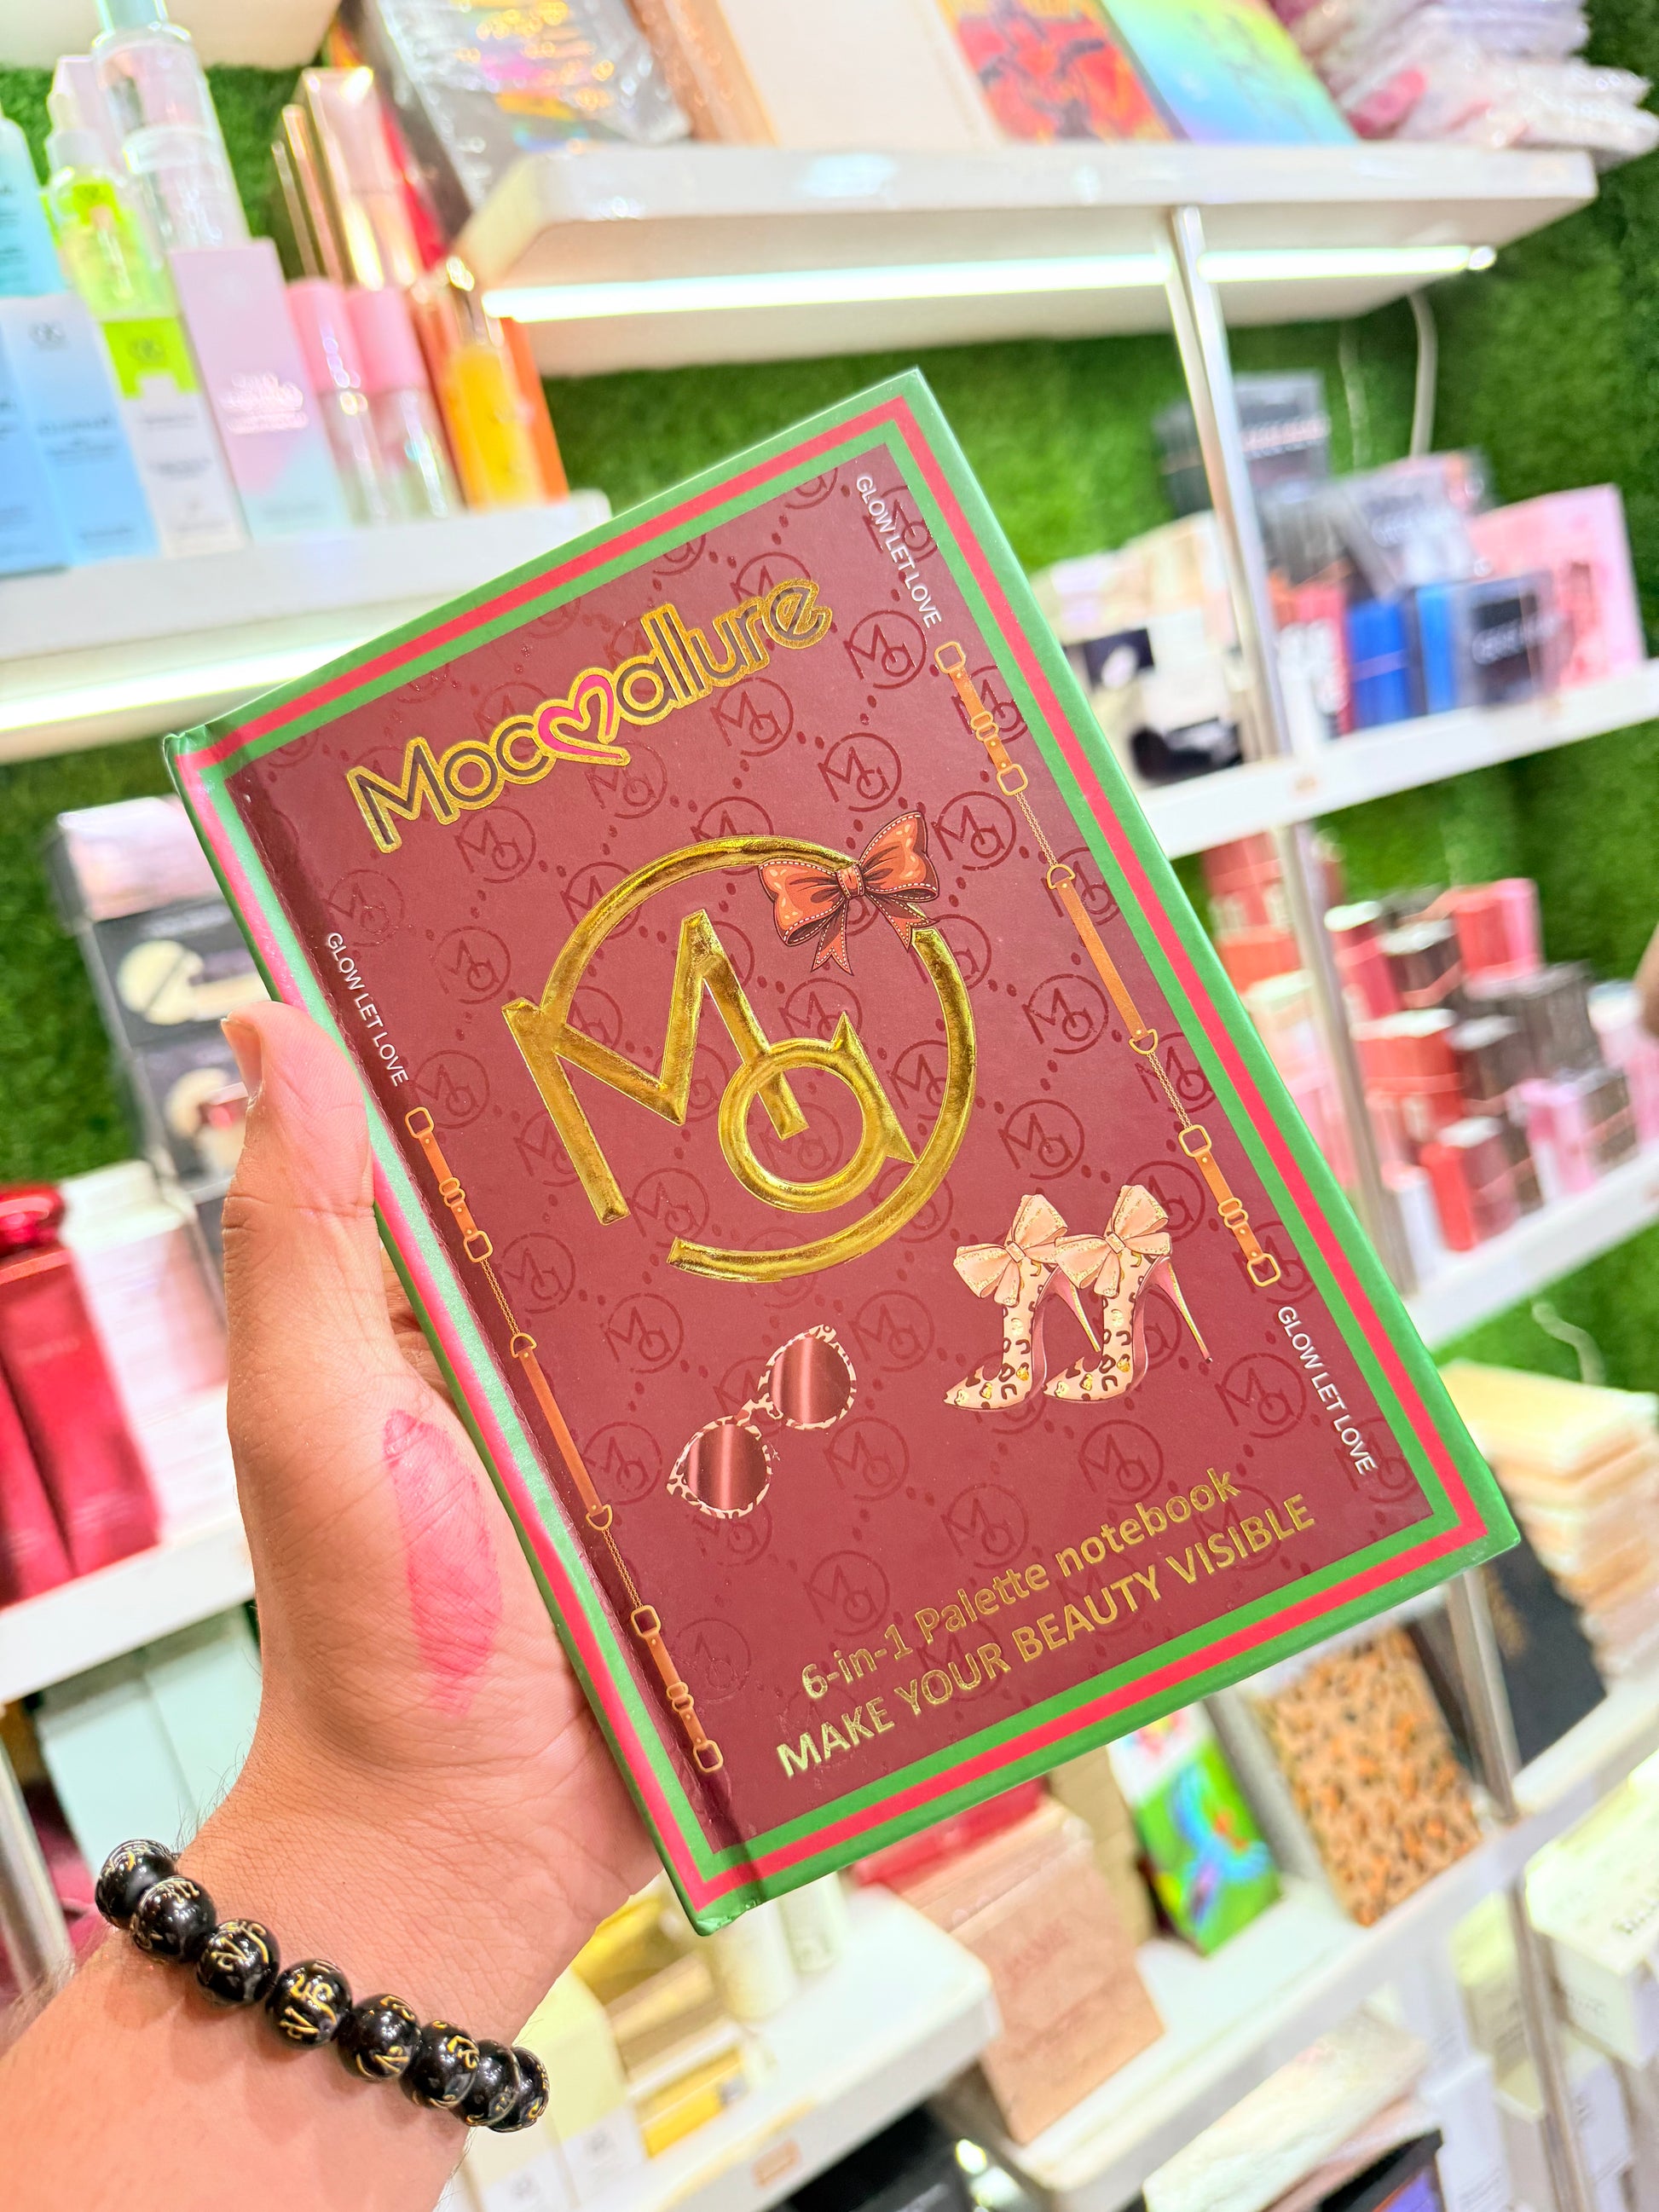 Mocallure
GLOW LET LOVE
GLOW LET LOVE
Ma
GLOW LET LOVE
6-in-1 Palette notebook
MAKE YOUR BEAUTY VISIBLE